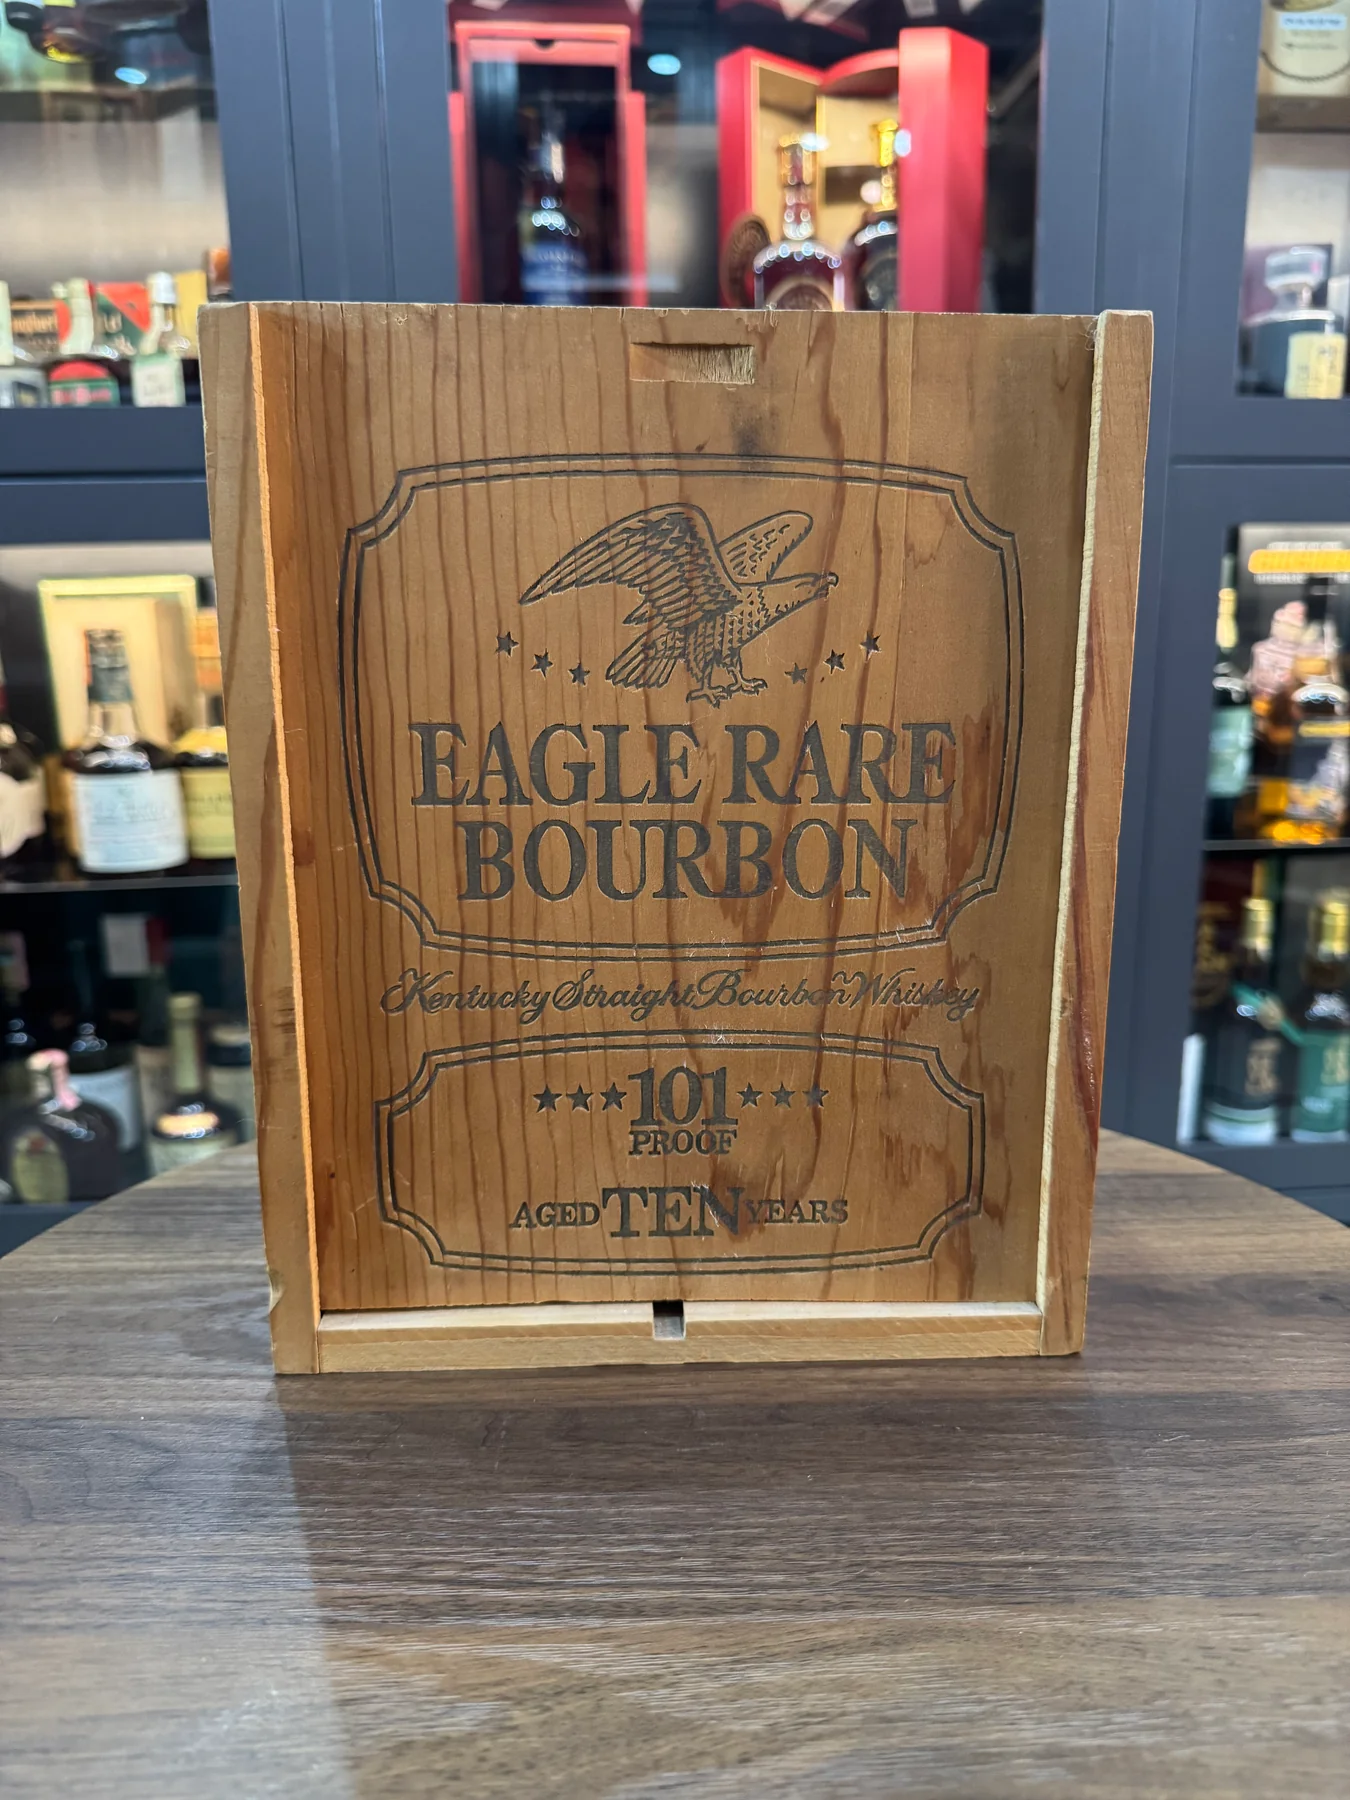 EAGLE RARE
BOURBON
Kentucky Straight Bourbon Whiskey
101
PROOF
AGED TEN YEARS